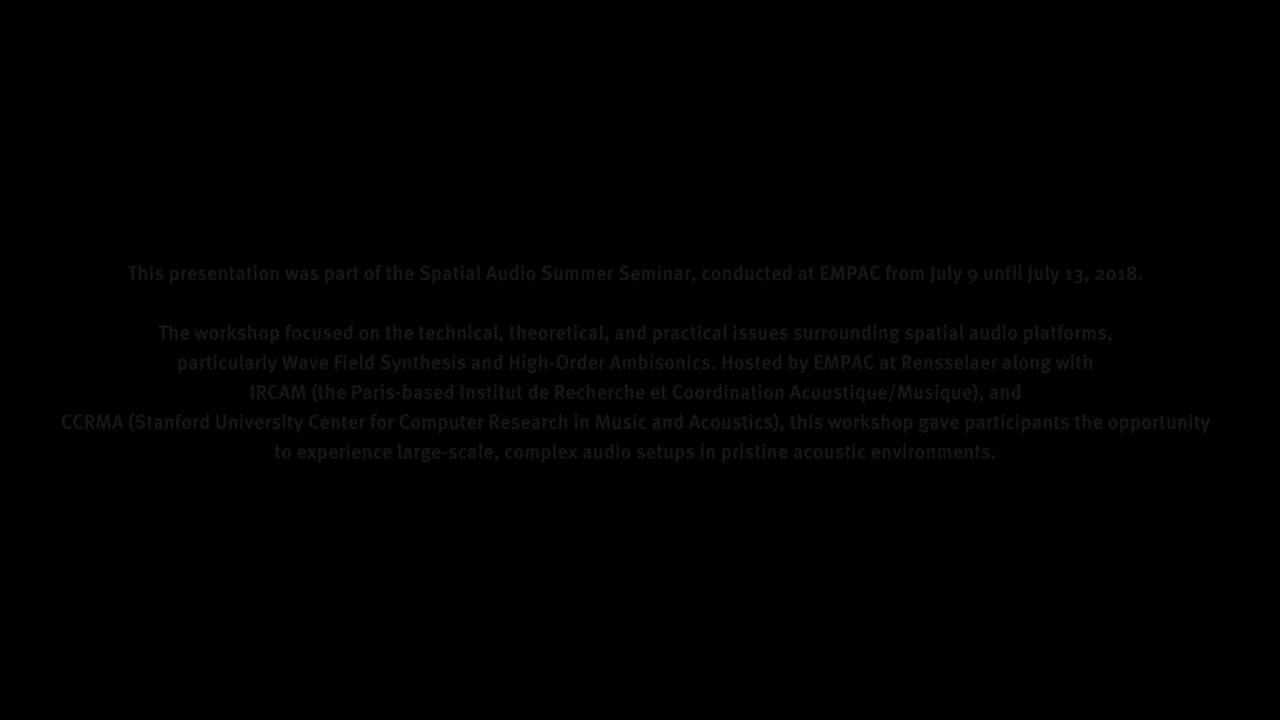 This presentation was part of the Spatial Audio Summer Seminar, conducted at EMPAC from July 9 until July 13, 2018.
The workshop focused on the technical, theoretical, and practical issues surrounding spatial audio platforms,
particularly Wave Field Synthesis and High-Order Ambisonics. Hosted by EMPAC at Rensselaer along with
IRCAM (the Paris-based Institut de Recherche et Coordination Acoustique/Musique), and
CCRMA (Stanford University Center for Computer Research in Music and Acoustics), this workshop gave participants the opportunity
to experience large-scale, complex audio setups in pristine acoustic environments.